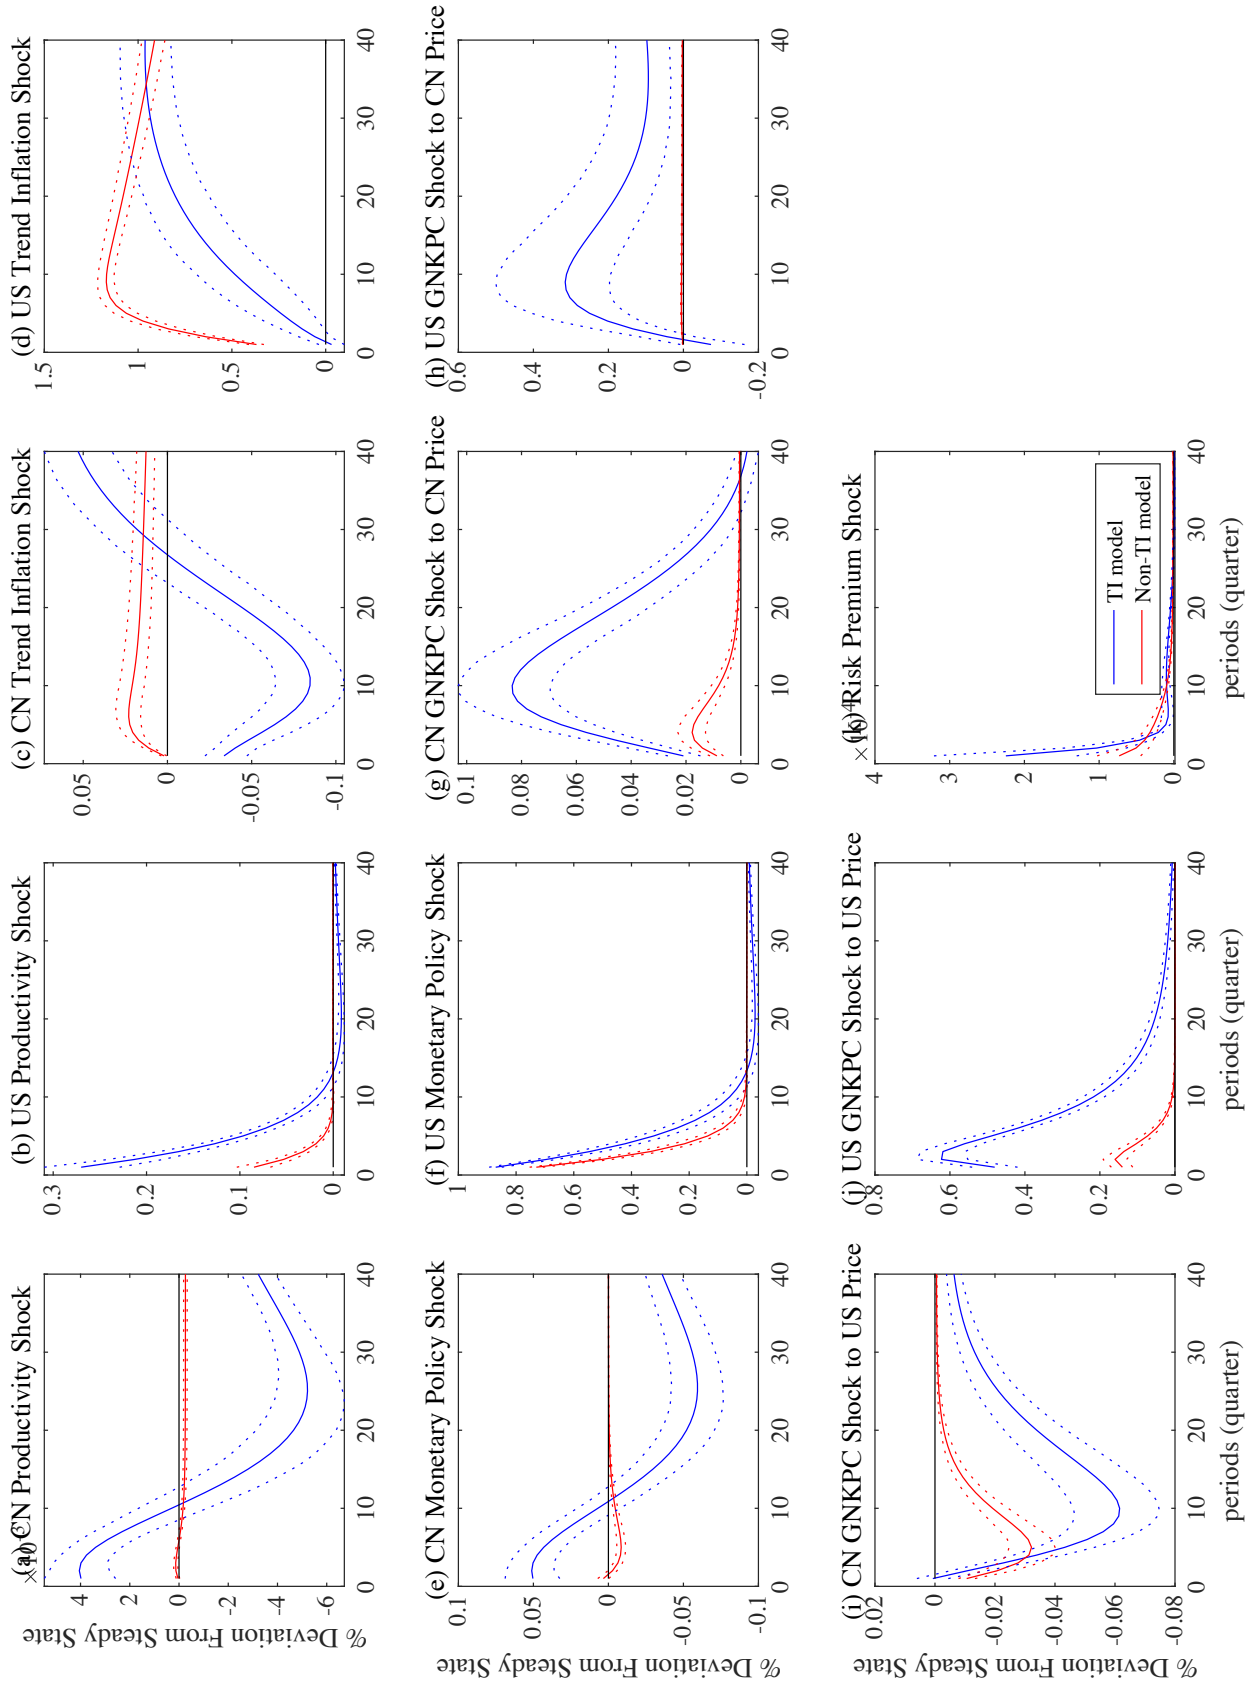 (a) CN Productivity Shock
% Deviation From Steady State
4
2
0
-2
-4
-6
0 10 20 30 40
(b) US Productivity Shock
0.3
0.2
0.1
0
0 10 20 30 40
(c) CN Trend Inflation Shock
0.05
0
-0.05
-0.1
0 10 20 30 40
(d) US Trend Inflation Shock
1.5
1
0.5
0
0 10 20 30 40
(e) CN Monetary Policy Shock
% Deviation From Steady State
0.1
0.05
0
-0.05
-0.1
0 10 20 30 40
(f) US Monetary Policy Shock
1
0.8
0.6
0.4
0.2
0
0 10 20 30 40
(g) CN GNKPC Shock to CN Price
0.1
0.08
0.06
0.04
0.02
0
0 10 20 30 40
(h) US GNKPC Shock to CN Price
0.6
0.4
0.2
0
-0.2
0 10 20 30 40
(i) CN GNKPC Shock to US Price
% Deviation From Steady State
0.02
0
-0.02
-0.04
-0.06
-0.08
0 10 20 30 40
periods (quarter)
(j) US GNKPC Shock to US Price
0.8
0.6
0.4
0.2
0
0 10 20 30 40
periods (quarter)
(k) Risk Premium Shock
4
3
2
1
0
TI model
Non-TI model
0 10 20 30 40
periods (quarter)